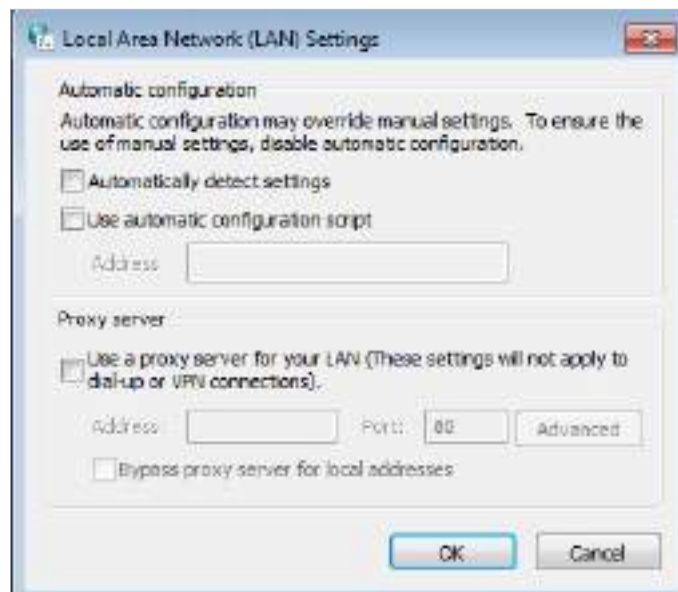 Local Area Network (LAN) Settings
Automatic configuration
Automatic configuration may override manual settings. To ensure the
use of manual settings, disable automatic configuration.
Automatically detect settings
Use automatic configuration script
Address
Proxy server
Use a proxy server for your LAN (These settings will not apply to
dial-up or VPN connections).
Address Port: 80 Advanced
Bypass proxy server for local addresses
OK Cancel